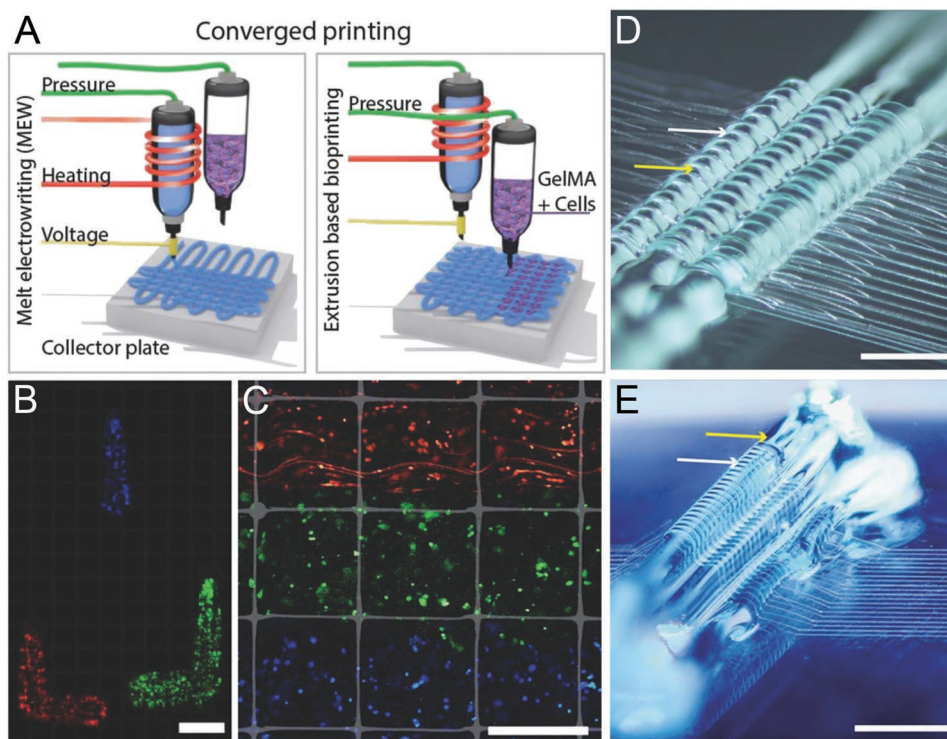 A
Converged printing
Melt electrowriting (MEW)
Pressure
Heating
Voltage
Collector plate
Extrusion based bioprinting
Pressure
GelMA
+ Cells
B
C
D
E